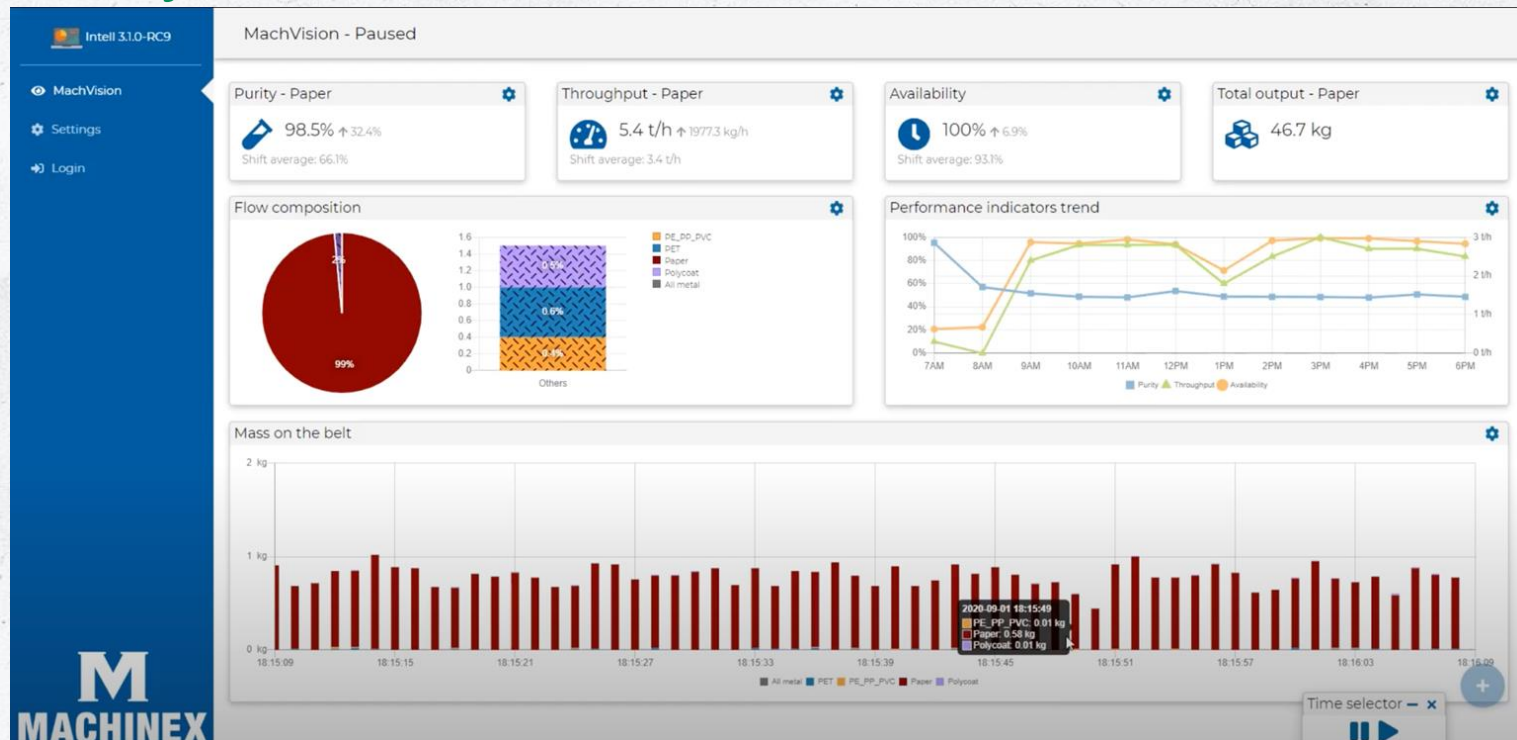 Intell 3.1.0-RC9
MachVision - Paused
MachVision
Settings
Login
Purity - Paper
98.5% ↑ 32.4%
Shift average: 66.1%
Throughput - Paper
5.4 t/h ↑ 1977.3 kg/h
Shift average: 3.4 t/h
Availability
100% ↑ 6.9%
Shift average: 93.1%
Total output - Paper
46.7 kg
Flow composition
2%
99%
1.6
1.4
1.2
1.0
0.8
0.6
0.4
0.2
0
0.5%
0.6%
0.4%
Others
PE_PP_PVC
PET
Paper
Polycoat
All metal
Performance indicators trend
100%
80%
60%
40%
20%
0%
3 t/h
2 t/h
1 t/h
0 t/h
7AM 8AM 9AM 10AM 11AM 12PM 1PM 2PM 3PM 4PM 5PM 6PM
Purity Throughput Availability
Mass on the belt
2 kg
1 kg
0 kg
2020-09-01 18:15:49
PE_PP_PVC: 0.01 kg
Paper: 0.58 kg
Polycoat: 0.01 kg
18:15:09 18:15:15 18:15:21 18:15:27 18:15:33 18:15:39 18:15:45 18:15:51 18:15:57 18:16:03 18:16:09
All metal PET PE_PP_PVC Paper Polycoat
Time selector
M
MACHINEX